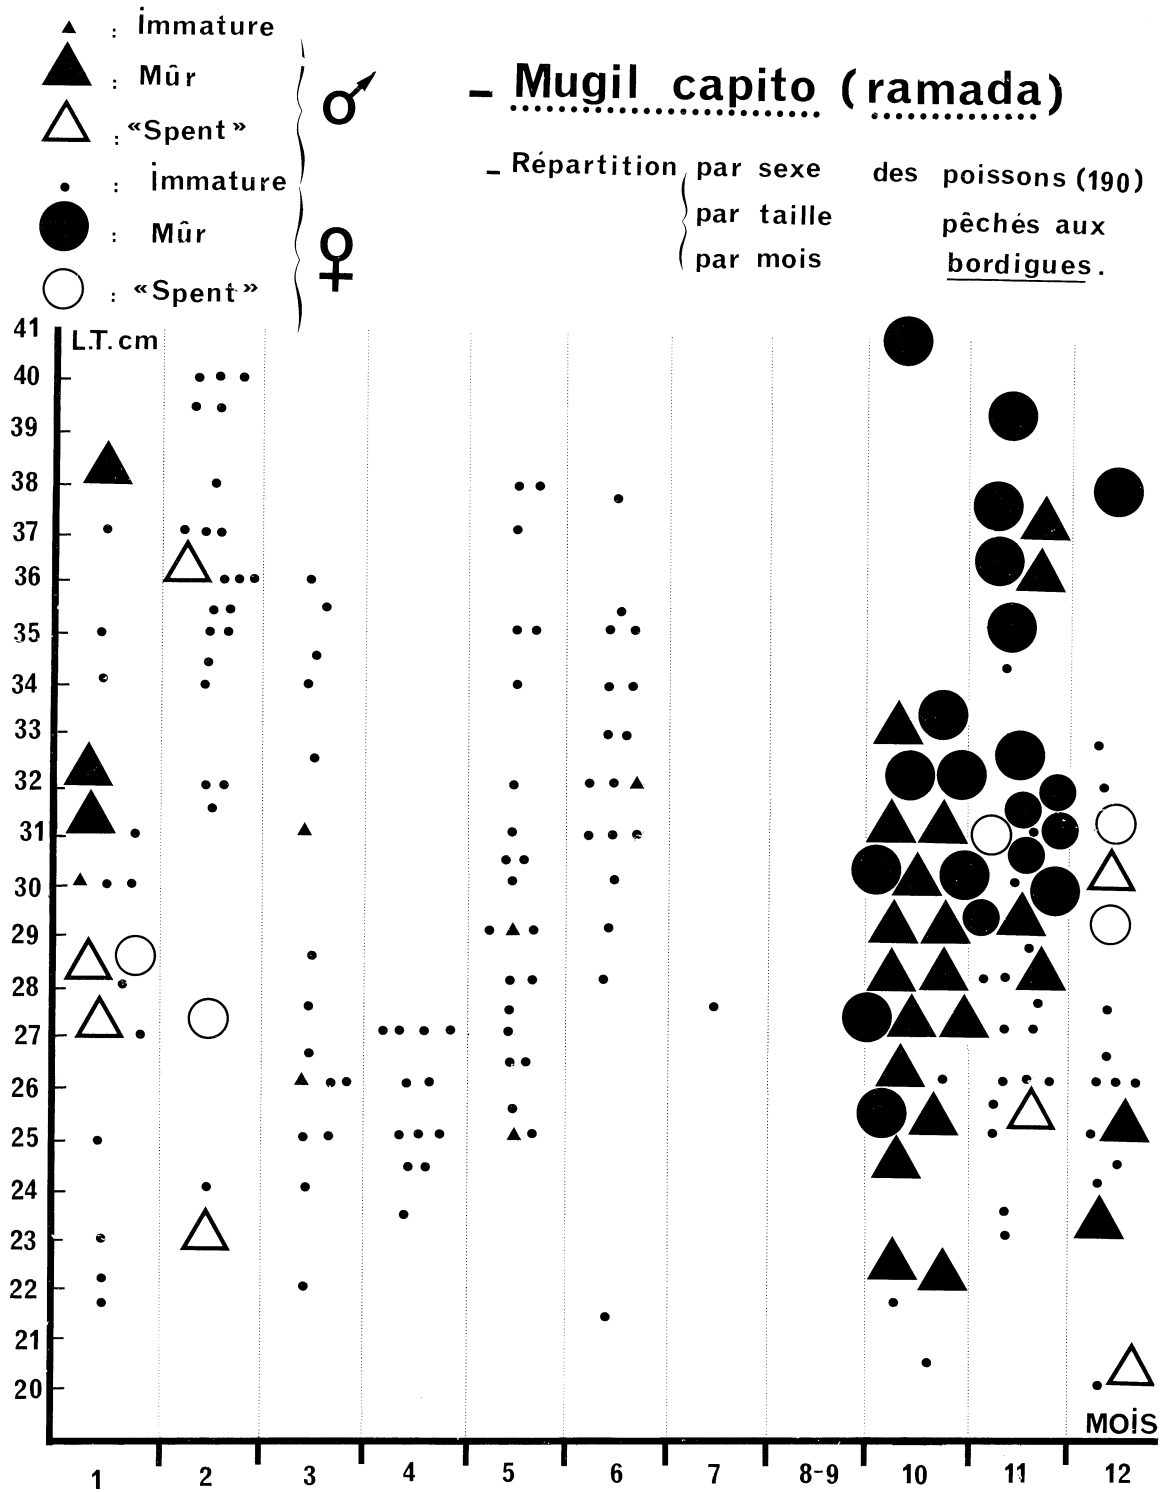 : immature
: Mûr
: «Spent»
: immature
: Mûr
: «Spent»
♂
♀
– Mugil capito (ramada)
– Répartition par sexe des poissons (190)
par taille pêchés aux
par mois bordigues.
L.T. cm
41
40
39
38
37
36
35
34
33
32
31
30
29
28
27
26
25
24
23
22
21
20
MOIS
1 2 3 4 5 6 7 8-9 10 11 12